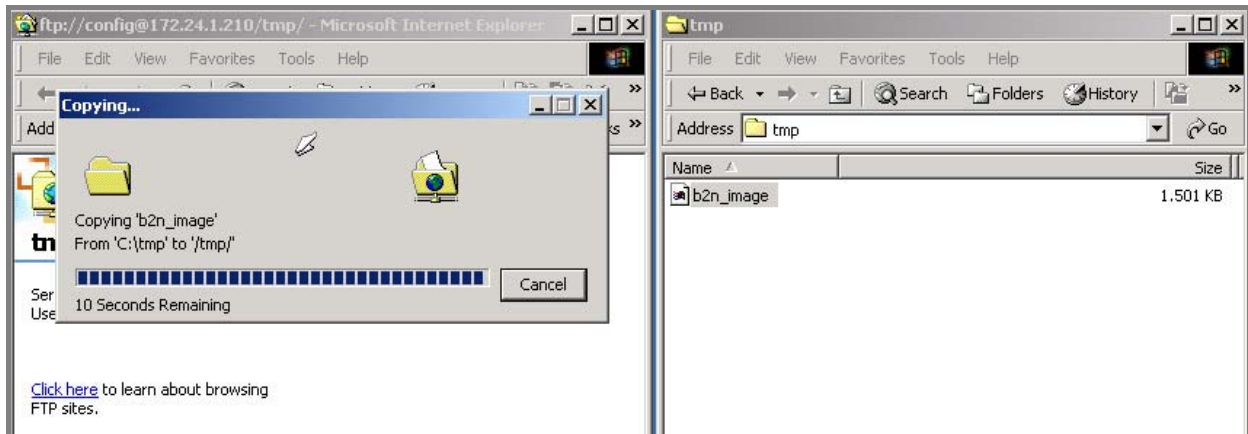 ftp://config@172.24.1.210/tmp/ - Microsoft Internet Explorer
File Edit View Favorites Tools Help
Copying...
Add
ks
Copying 'b2n_image'
From 'C:\tmp' to '/tmp/'
10 Seconds Remaining
Cancel
tm
Ser
Use
Click here to learn about browsing
FTP sites.
tmp
File Edit View Favorites Tools Help
Back Search Folders History
Address tmp Go
Name Size
b2n_image 1.501 KB